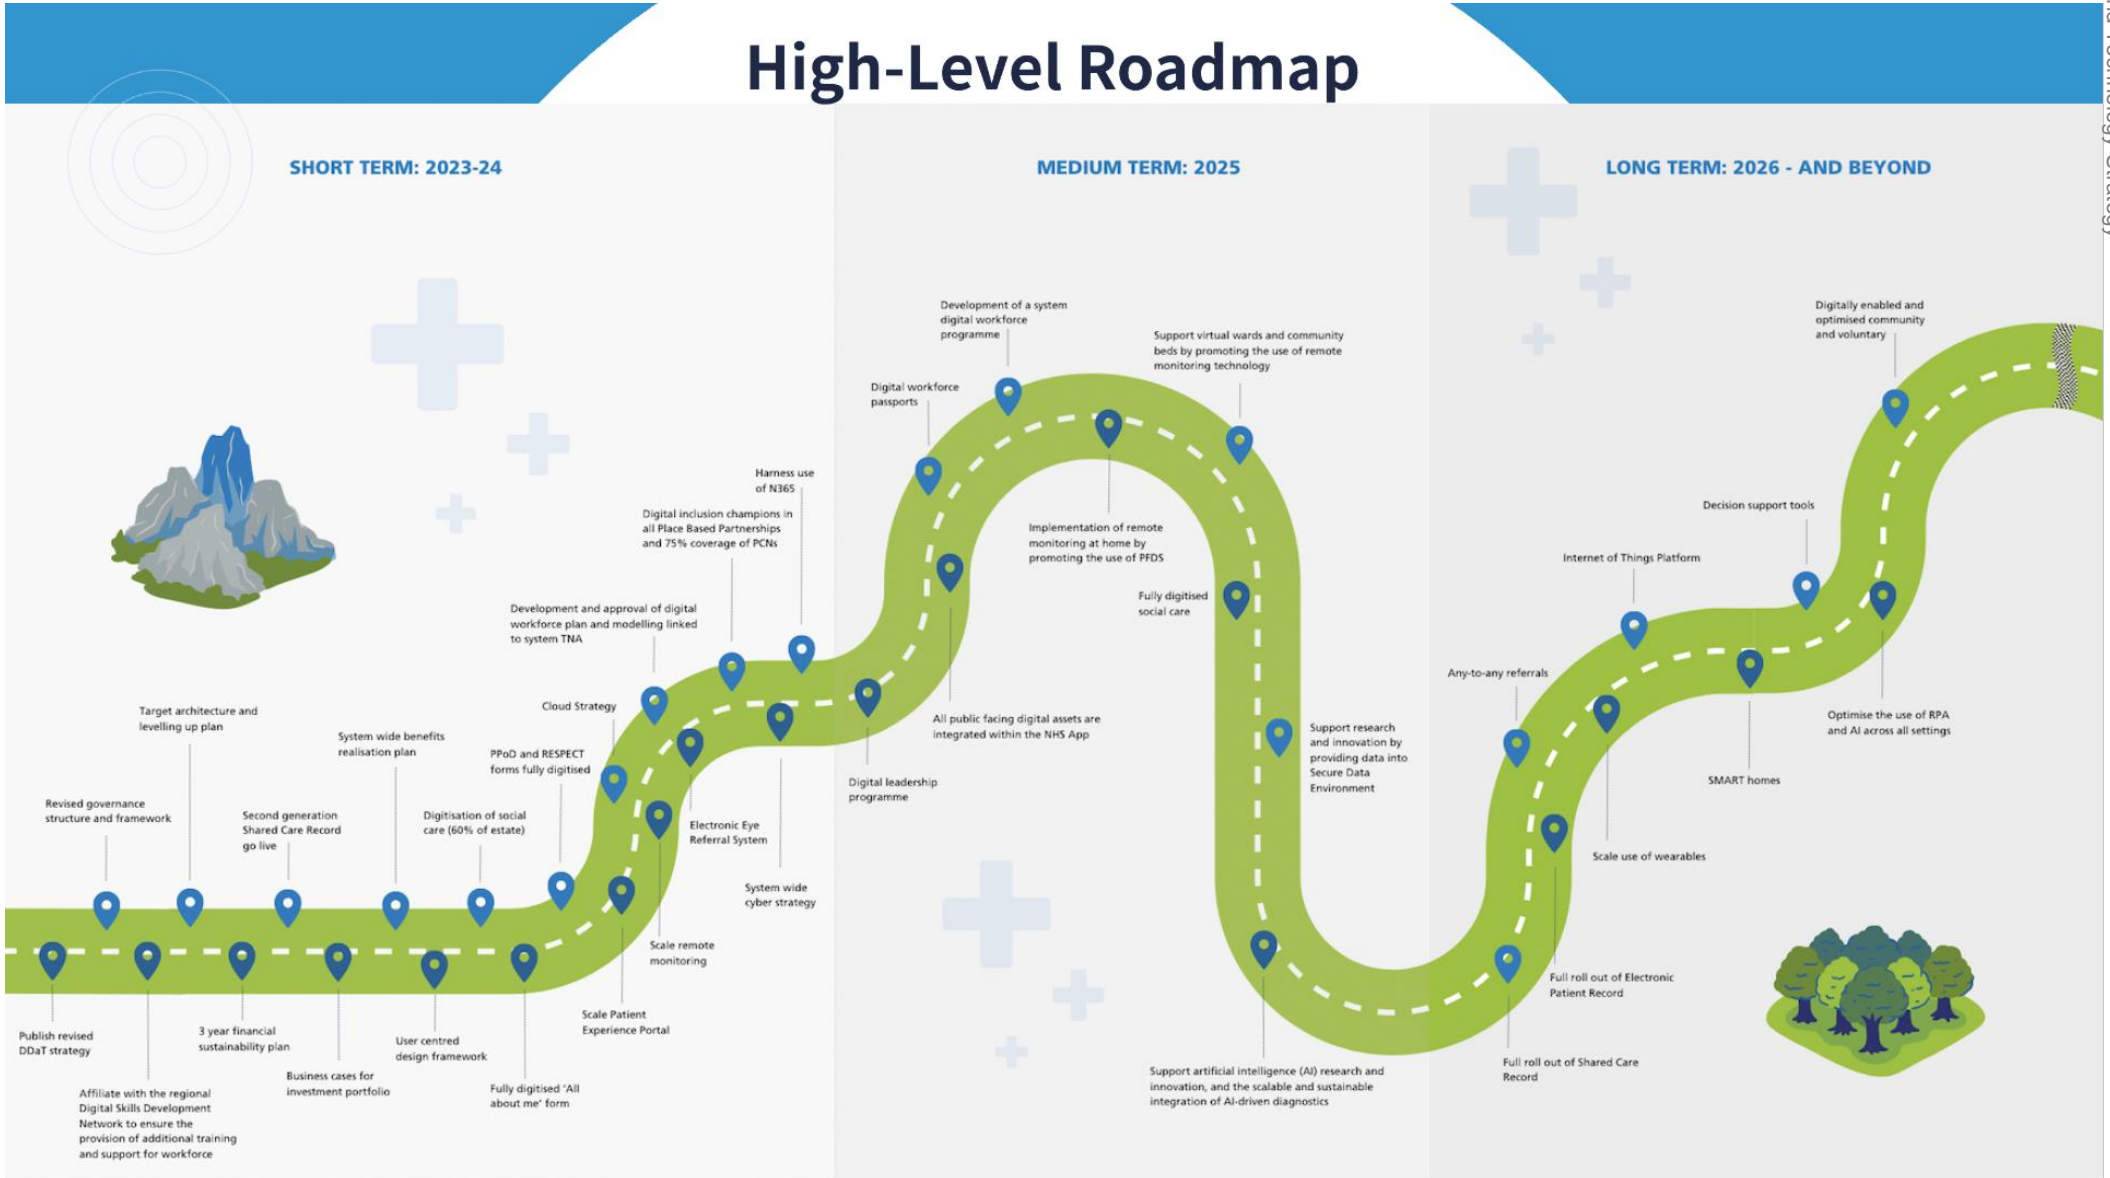 High-Level Roadmap
SHORT TERM: 2023-24
MEDIUM TERM: 2025
LONG TERM: 2026 - AND BEYOND
Publish revised
DDaT strategy
Revised governance
structure and framework
Affiliate with the regional
Digital Skills Development
Network to ensure the
provision of additional training
and support for workforce
Target architecture and
levelling up plan
3 year financial
sustainability plan
Second generation
Shared Care Record
go live
Business cases for
investment portfolio
System wide benefits
realisation plan
User centred
design framework
Digitisation of social
care (60% of estate)
Fully digitised ‘All
about me’ form
PPoD and RESPECT
forms fully digitised
Scale Patient
Experience Portal
Cloud Strategy
Scale remote
monitoring
Development and approval of digital
workforce plan and modelling linked
to system TNA
Electronic Eye
Referral System
Digital inclusion champions in
all Place Based Partnerships
and 75% coverage of PCNs
System wide
cyber strategy
Harness use
of N365
Digital leadership
programme
Digital workforce
passports
All public facing digital assets are
integrated within the NHS App
Development of a system
digital workforce
programme
Implementation of remote
monitoring at home by
promoting the use of PFDS
Support virtual wards and community
beds by promoting the use of remote
monitoring technology
Fully digitised
social care
Support research
and innovation by
providing data into
Secure Data
Environment
Support artificial intelligence (AI) research and
innovation, and the scalable and sustainable
integration of AI-driven diagnostics
Full roll out of Shared Care
Record
Full roll out of Electronic
Patient Record
Any-to-any referrals
Scale use of wearables
Internet of Things Platform
SMART homes
Decision support tools
Optimise the use of RPA
and AI across all settings
Digitally enabled and
optimised community
and voluntary
Technology Strategy